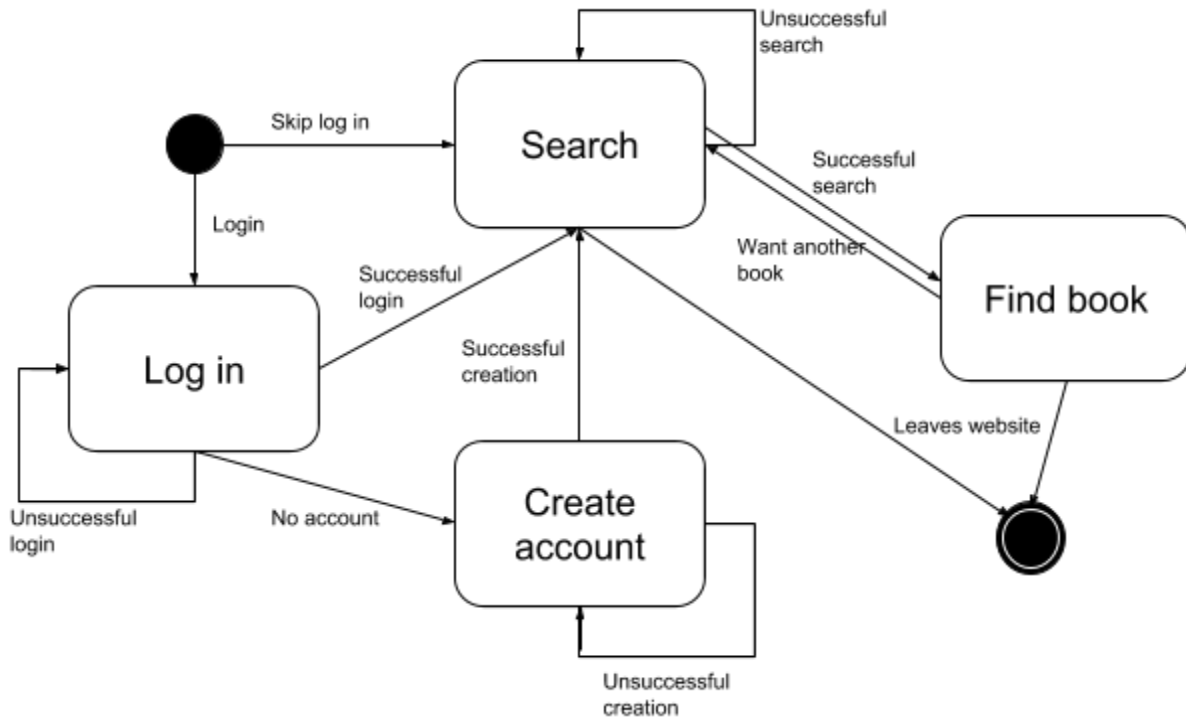 Unsuccessful
search
Skip log in
Search
Successful
search
Login
Want another
book
Successful
login
Find book
Log in
Successful
creation
Leaves website
Create
account
No account
Unsuccessful
login
Unsuccessful
creation